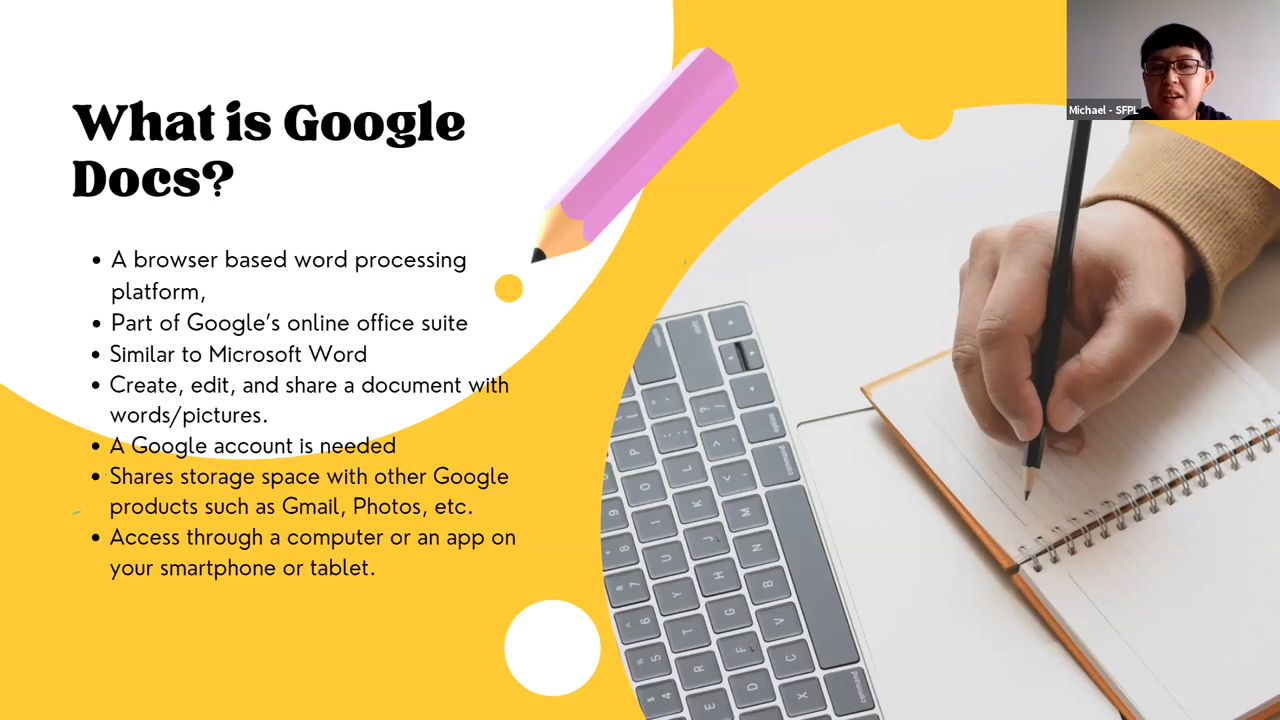 What is Google
Docs?
• A browser based word processing
platform,
• Part of Google's online office suite
• Similar to Microsoft Word
• Create, edit, and share a document with
words/pictures.
• A Google account is needed
• Shares storage space with other Google
products such as Gmail, Photos, etc.
• Access through a computer or an app on
your smartphone or tablet.
Michael - SFPL